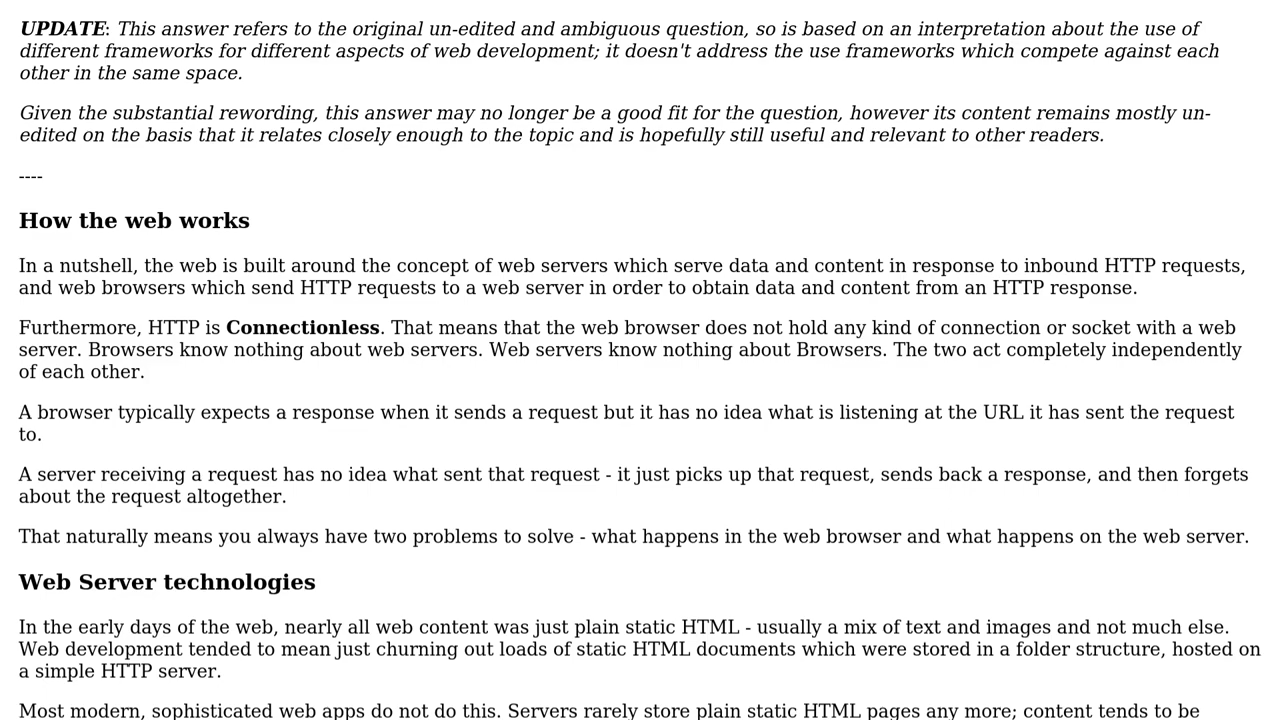 UPDATE: This answer refers to the original un-edited and ambiguous question, so is based on an interpretation about the use of
different frameworks for different aspects of web development; it doesn't address the use frameworks which compete against each
other in the same space.
Given the substantial rewording, this answer may no longer be a good fit for the question, however its content remains mostly un-
edited on the basis that it relates closely enough to the topic and is hopefully still useful and relevant to other readers.
----
How the web works
In a nutshell, the web is built around the concept of web servers which serve data and content in response to inbound HTTP requests,
and web browsers which send HTTP requests to a web server in order to obtain data and content from an HTTP response.
Furthermore, HTTP is Connectionless. That means that the web browser does not hold any kind of connection or socket with a web
server. Browsers know nothing about web servers. Web servers know nothing about Browsers. The two act completely independently
of each other.
A browser typically expects a response when it sends a request but it has no idea what is listening at the URL it has sent the request
to.
A server receiving a request has no idea what sent that request - it just picks up that request, sends back a response, and then forgets
about the request altogether.
That naturally means you always have two problems to solve - what happens in the web browser and what happens on the web server.
Web Server technologies
In the early days of the web, nearly all web content was just plain static HTML - usually a mix of text and images and not much else.
Web development tended to mean just churning out loads of static HTML documents which were stored in a folder structure, hosted on
a simple HTTP server.
Most modern, sophisticated web apps do not do this. Servers rarely store plain static HTML pages any more; content tends to be